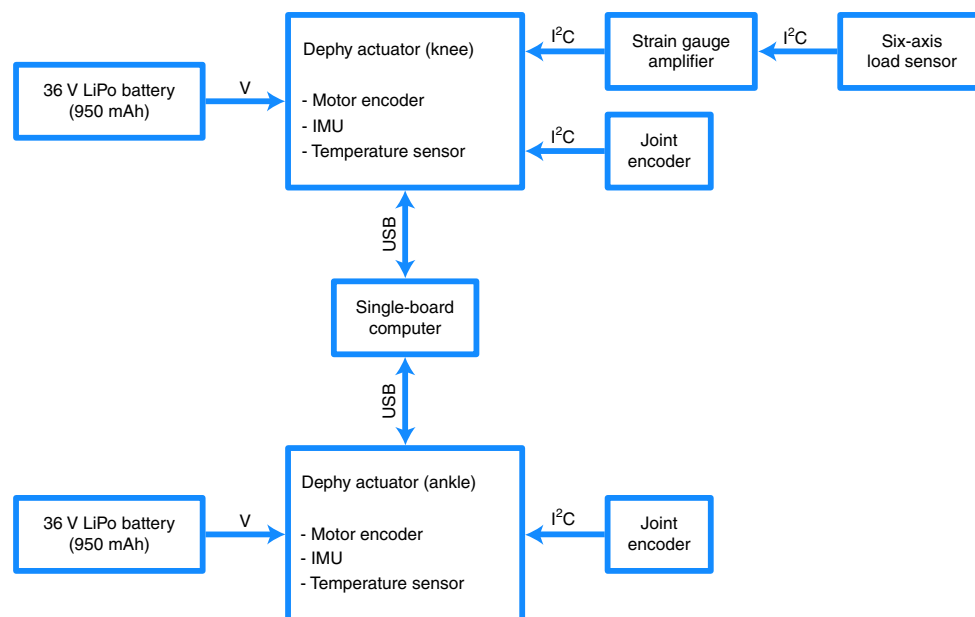 36 V LiPo battery
(950 mAh)
V
Dephy actuator (knee)
- Motor encoder
- IMU
- Temperature sensor
I²C
Strain gauge
amplifier
I²C
Six-axis
load sensor
I²C
Joint
encoder
USB
Single-board
computer
USB
36 V LiPo battery
(950 mAh)
V
Dephy actuator (ankle)
- Motor encoder
- IMU
- Temperature sensor
I²C
Joint
encoder